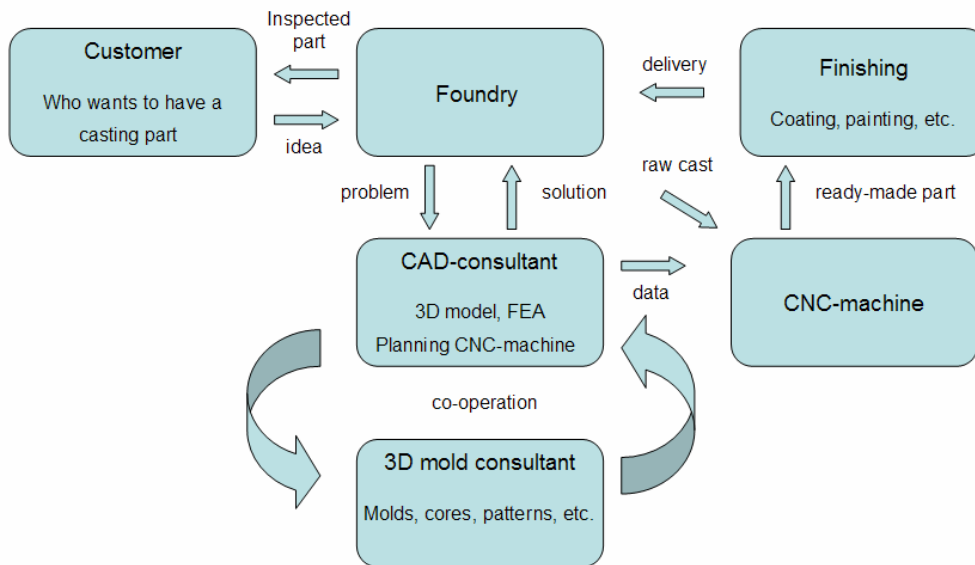 Customer
Who wants to have a
casting part
Inspected
part
idea
Foundry
delivery
Finishing
Coating, painting, etc.
problem
solution
raw cast
ready-made part
CAD-consultant
3D model, FEA
Planning CNC-machine
data
CNC-machine
co-operation
3D mold consultant
Molds, cores, patterns, etc.